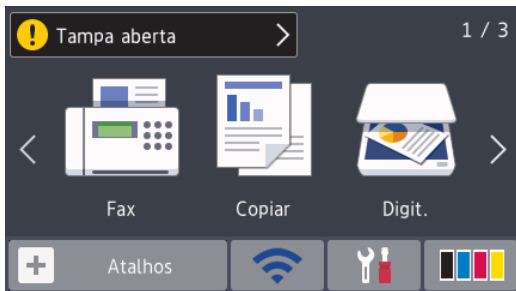 Tampa aberta
1 / 3
Fax
Copiar
Digit.
Atalhos